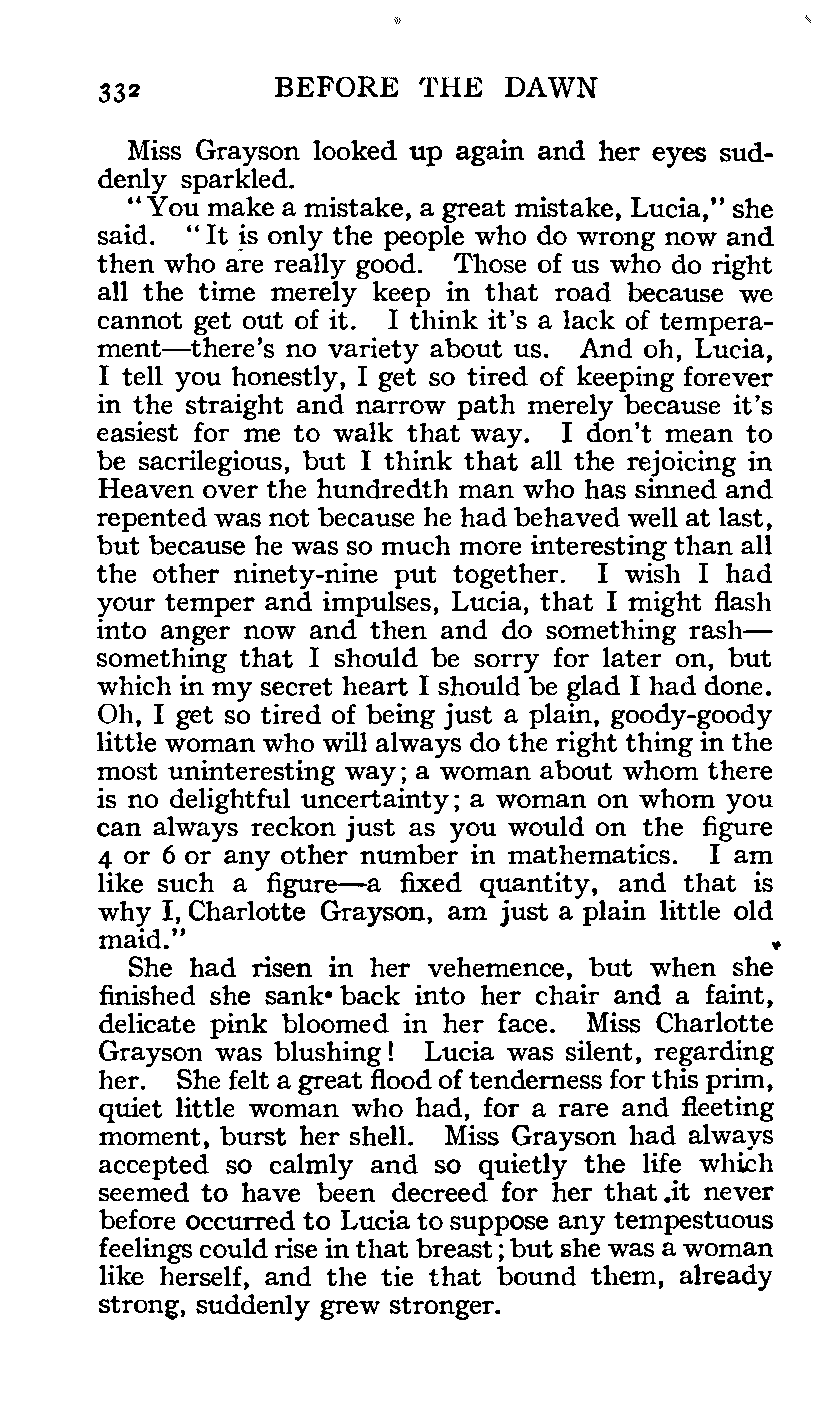 332 BEFORE THE DAWN
Miss Grayson looked up again and her eyes sud-
denly sparkled.
"You make a mistake, a great mistake, Lucia," she
said. "It is only the people who do wrong now and
then who are really good. Those of us who do right
all the time merely keep in that road because we
cannot get out of it. I think it's a lack of tempera-
ment—there's no variety about us. And oh, Lucia,
I tell you honestly, I get so tired of keeping forever
in the straight and narrow path merely because it's
easiest for me to walk that way. I don't mean to
be sacrilegious, but I think that all the rejoicing in
Heaven over the hundredth man who has sinned and
repented was not because he had behaved well at last,
but because he was so much more interesting than all
the other ninety-nine put together. I wish I had
your temper and impulses, Lucia, that I might flash
into anger now and then and do something rash—
something that I should be sorry for later on, but
which in my secret heart I should be glad I had done.
Oh, I get so tired of being just a plain, goody-goody
little woman who will always do the right thing in the
most uninteresting way; a woman about whom there
is no delightful uncertainty; a woman on whom you
can always reckon just as you would on the figure
4 or 6 or any other number in mathematics. I am
like such a figure—a fixed quantity, and that is
why I, Charlotte Grayson, am just a plain little old
maid."
She had risen in her vehemence, but when she
finished she sank back into her chair and a faint,
delicate pink bloomed in her face. Miss Charlotte
Grayson was blushing! Lucia was silent, regarding
her. She felt a great flood of tenderness for this prim,
quiet little woman who had, for a rare and fleeting
moment, burst her shell. Miss Grayson had always
accepted so calmly and so quietly the life which
seemed to have been decreed for her that it never
before occurred to Lucia to suppose any tempestuous
feelings could rise in that breast; but she was a woman
like herself, and the tie that bound them, already
strong, suddenly grew stronger.